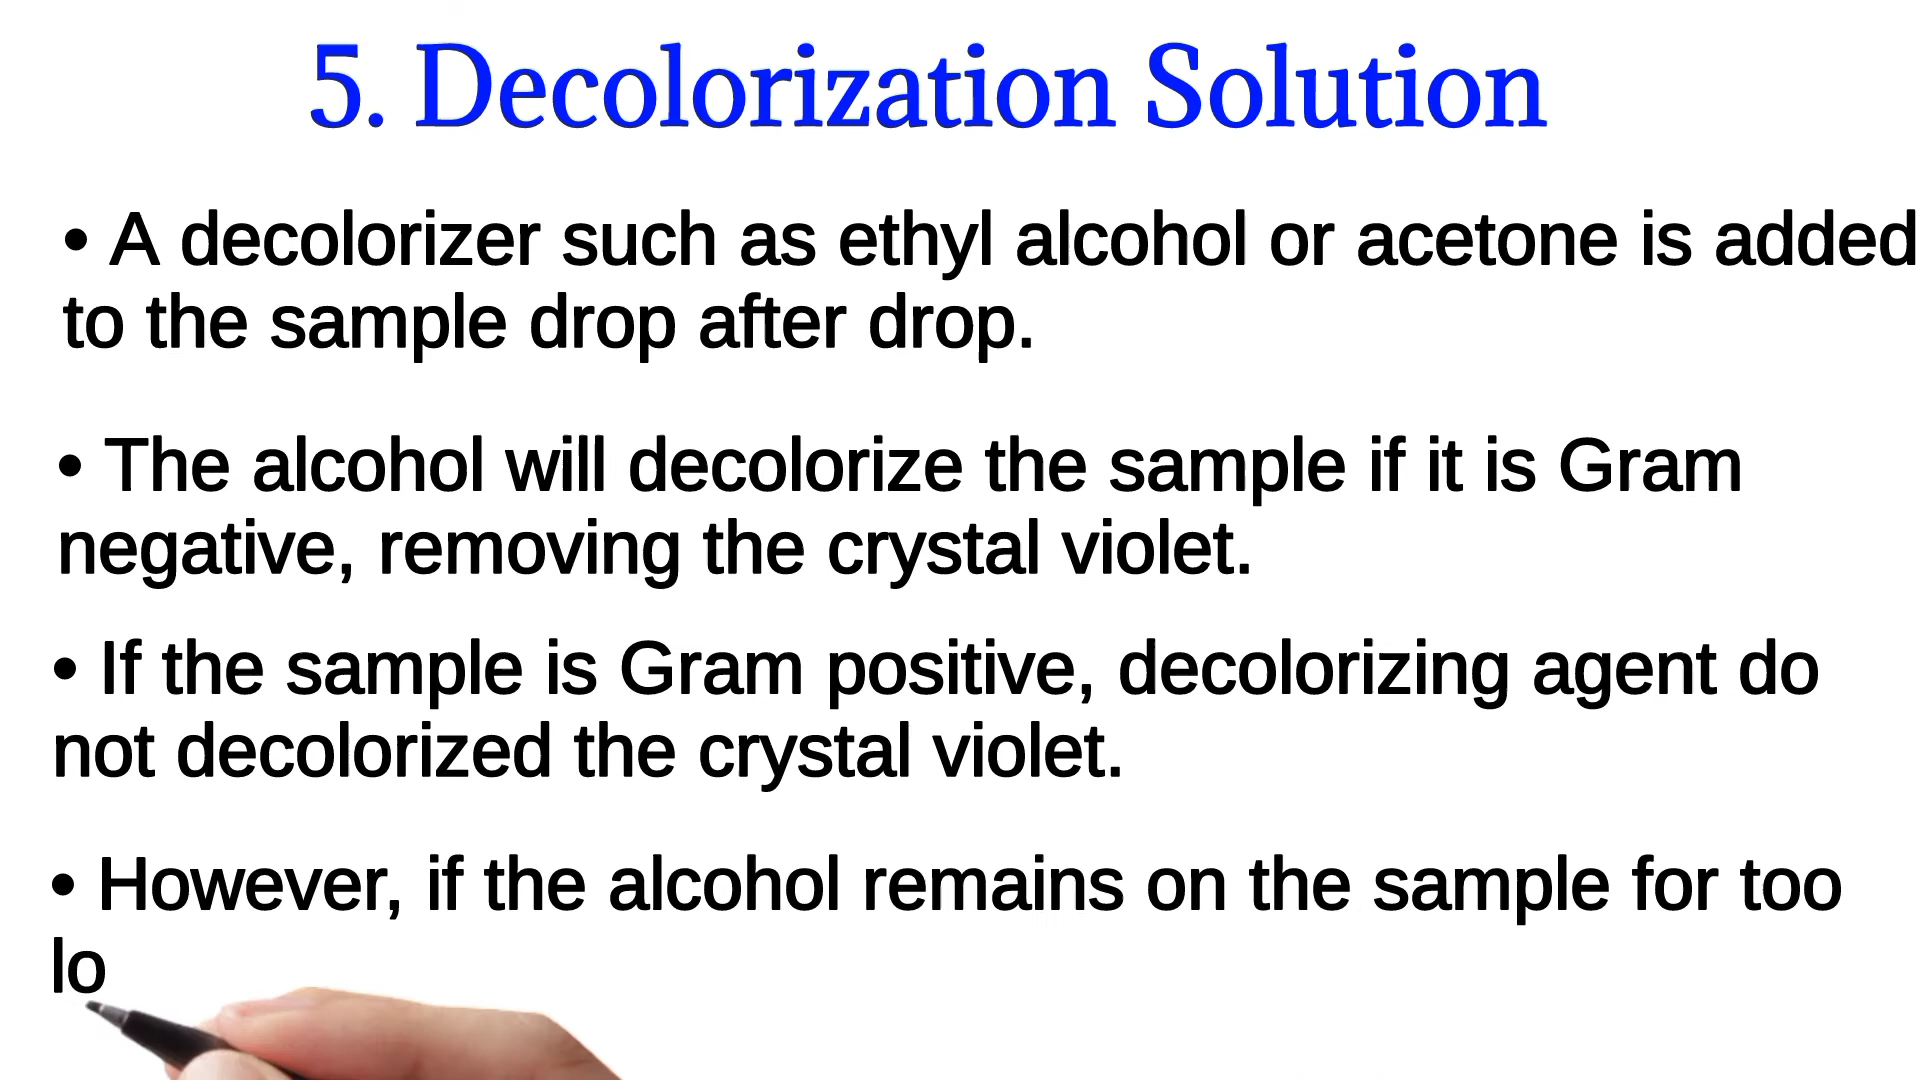 5. Decolorization Solution
• A decolorizer such as ethyl alcohol or acetone is added
to the sample drop after drop.
• The alcohol will decolorize the sample if it is Gram
negative, removing the crystal violet.
• If the sample is Gram positive, decolorizing agent do
not decolorized the crystal violet.
• However, if the alcohol remains on the sample for too
lo